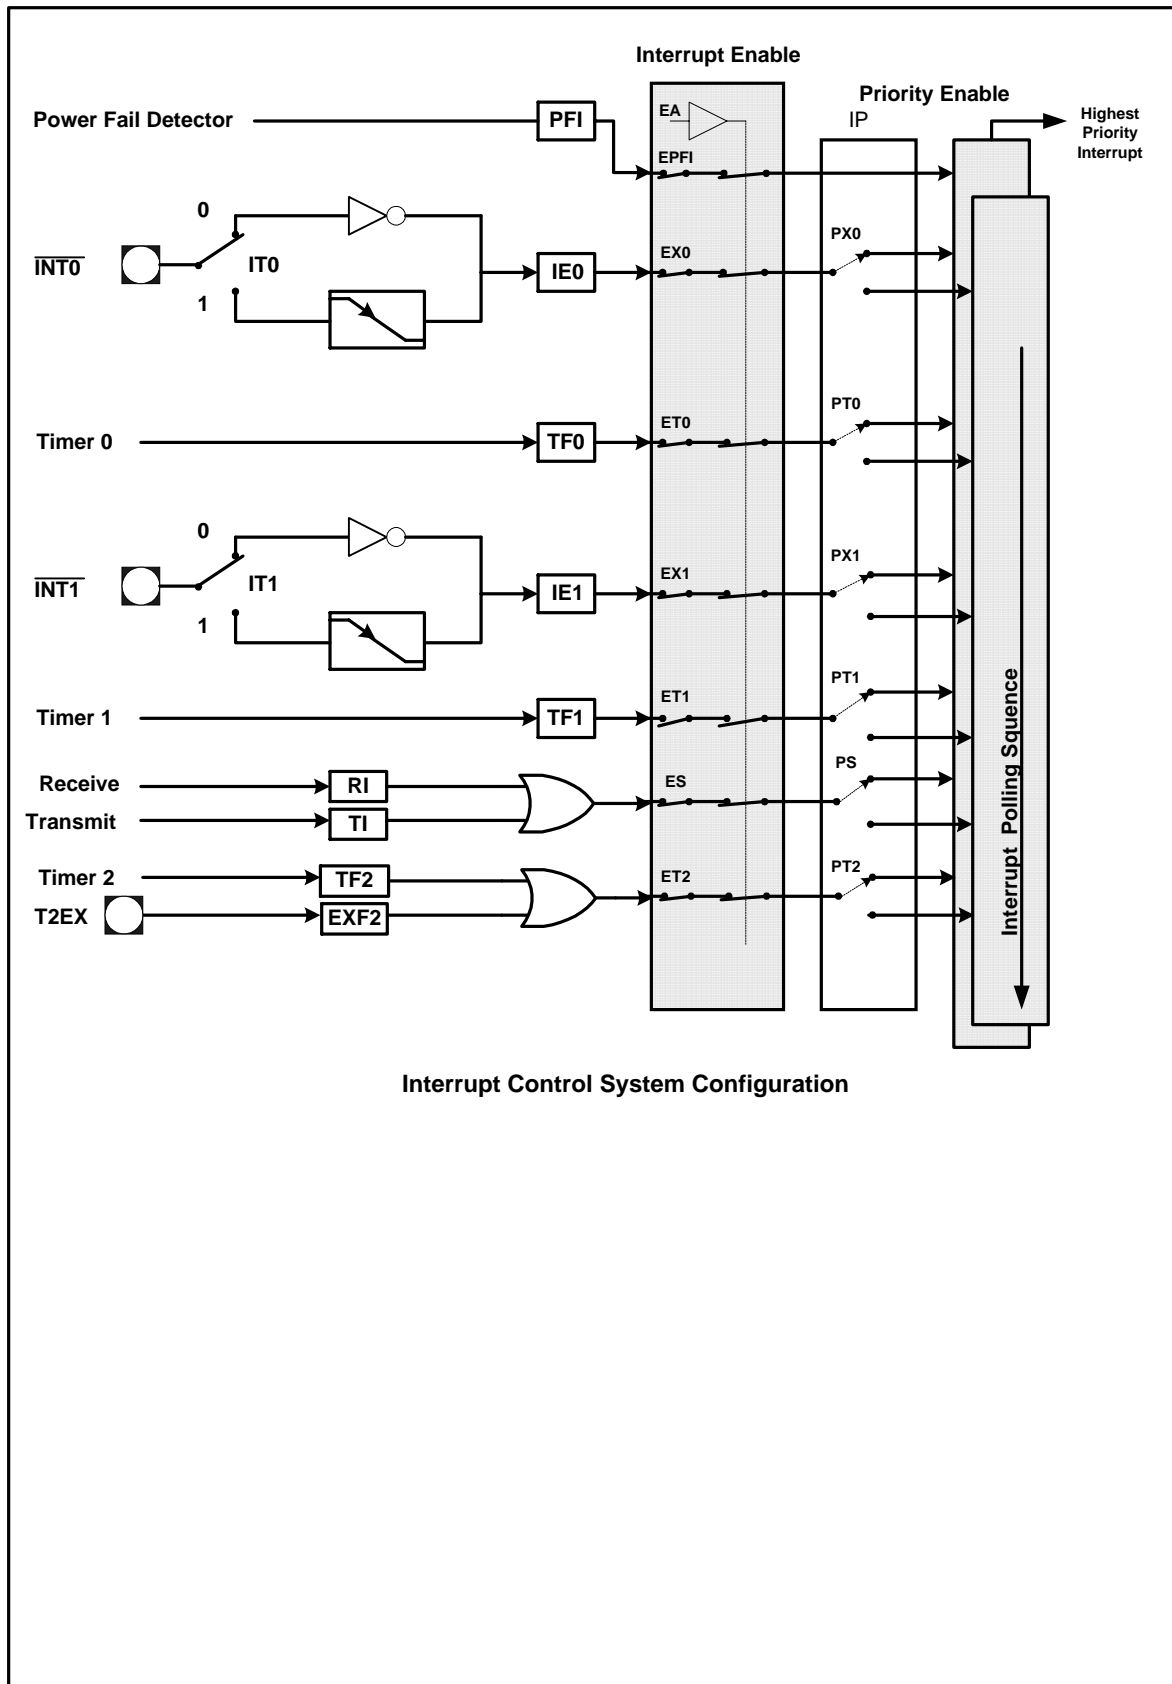 Interrupt Enable
Priority Enable
IP
Highest
Priority
Interrupt
Power Fail Detector
PFI
EA
EPFI
0
INT0
IT0
1
IE0
EX0
PX0
Timer 0
TF0
ET0
PT0
0
INT1
IT1
1
IE1
EX1
PX1
Timer 1
TF1
ET1
PT1
Receive
RI
Transmit
TI
ES
PS
Timer 2
TF2
T2EX
EXF2
ET2
PT2
Interrupt Polling Squence
Interrupt Control System Configuration